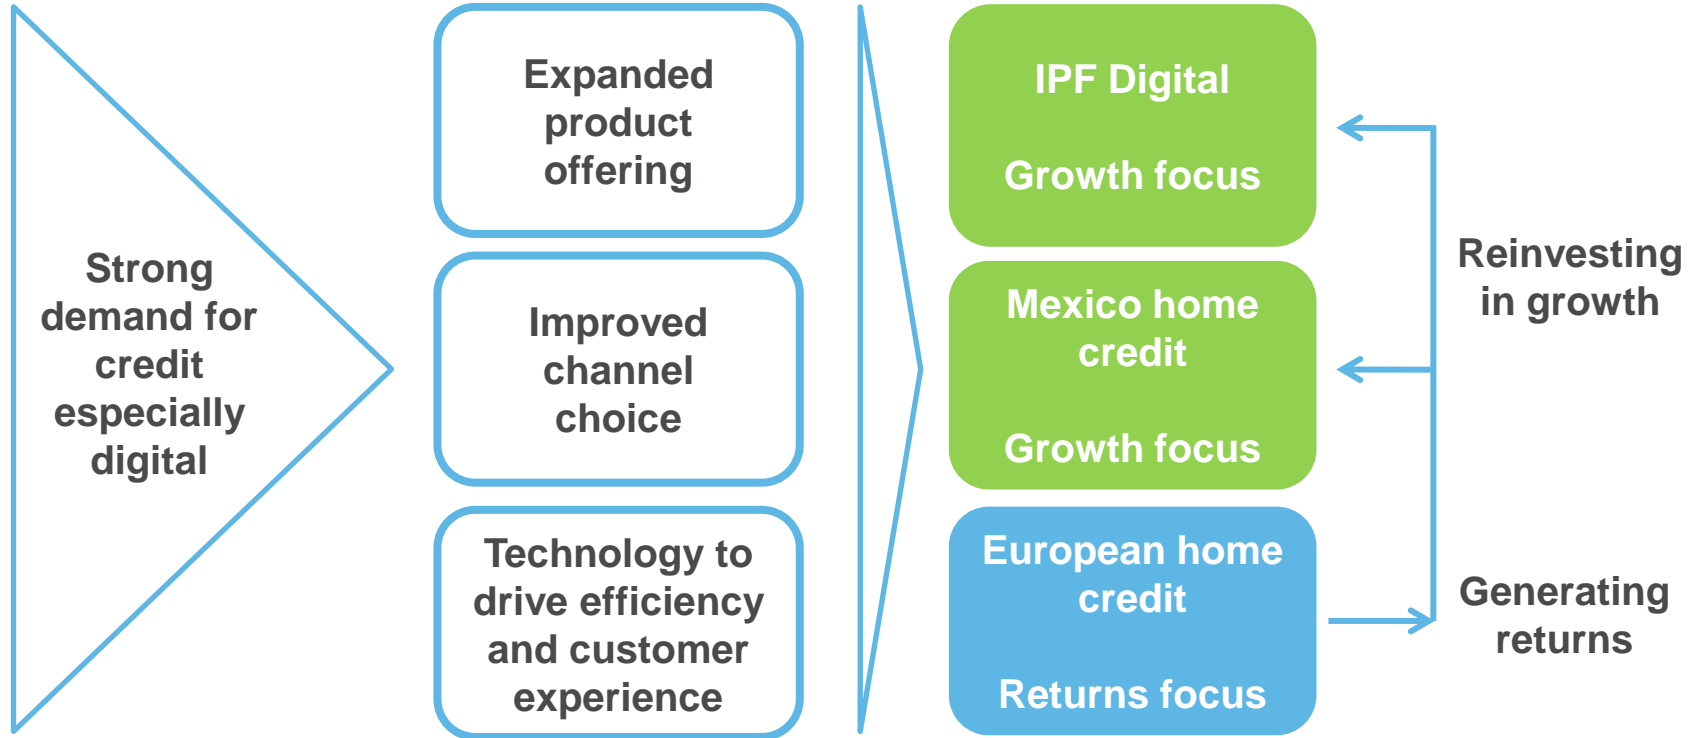 Strong
demand for
credit
especially
digital
Expanded
product
offering
Improved
channel
choice
Technology to
drive efficiency
and customer
experience
IPF Digital
Growth focus
Mexico home
credit
Growth focus
European home
credit
Returns focus
Reinvesting
in growth
Generating
returns